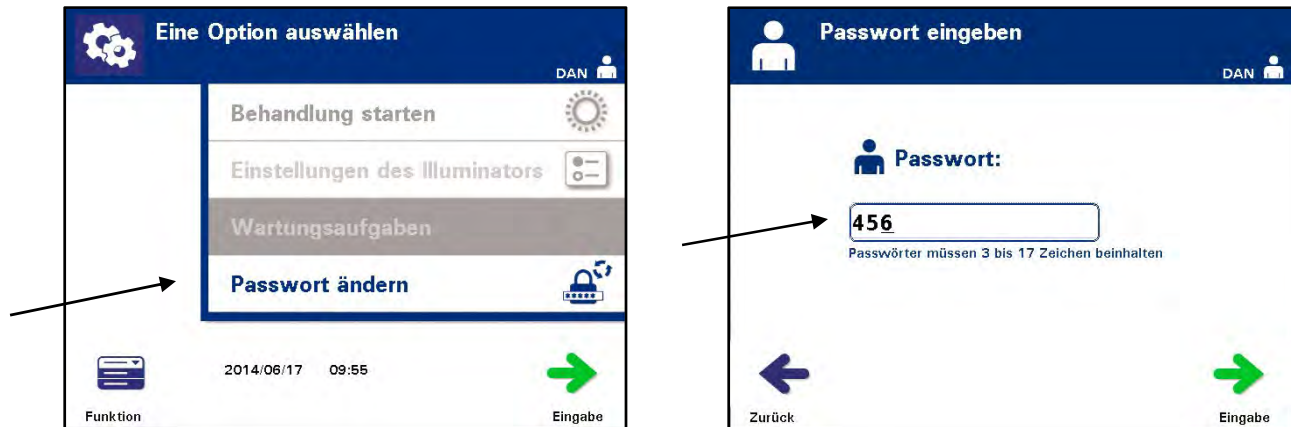 Eine Option auswählen
DAN
Behandlung starten
Einstellungen des Illuminators
Wartungsaufgaben
Passwort ändern
2014/06/17 09:55
Funktion
Eingabe
Passwort eingeben
DAN
Passwort:
456
Passwörter müssen 3 bis 17 Zeichen beinhalten
Zurück
Eingabe